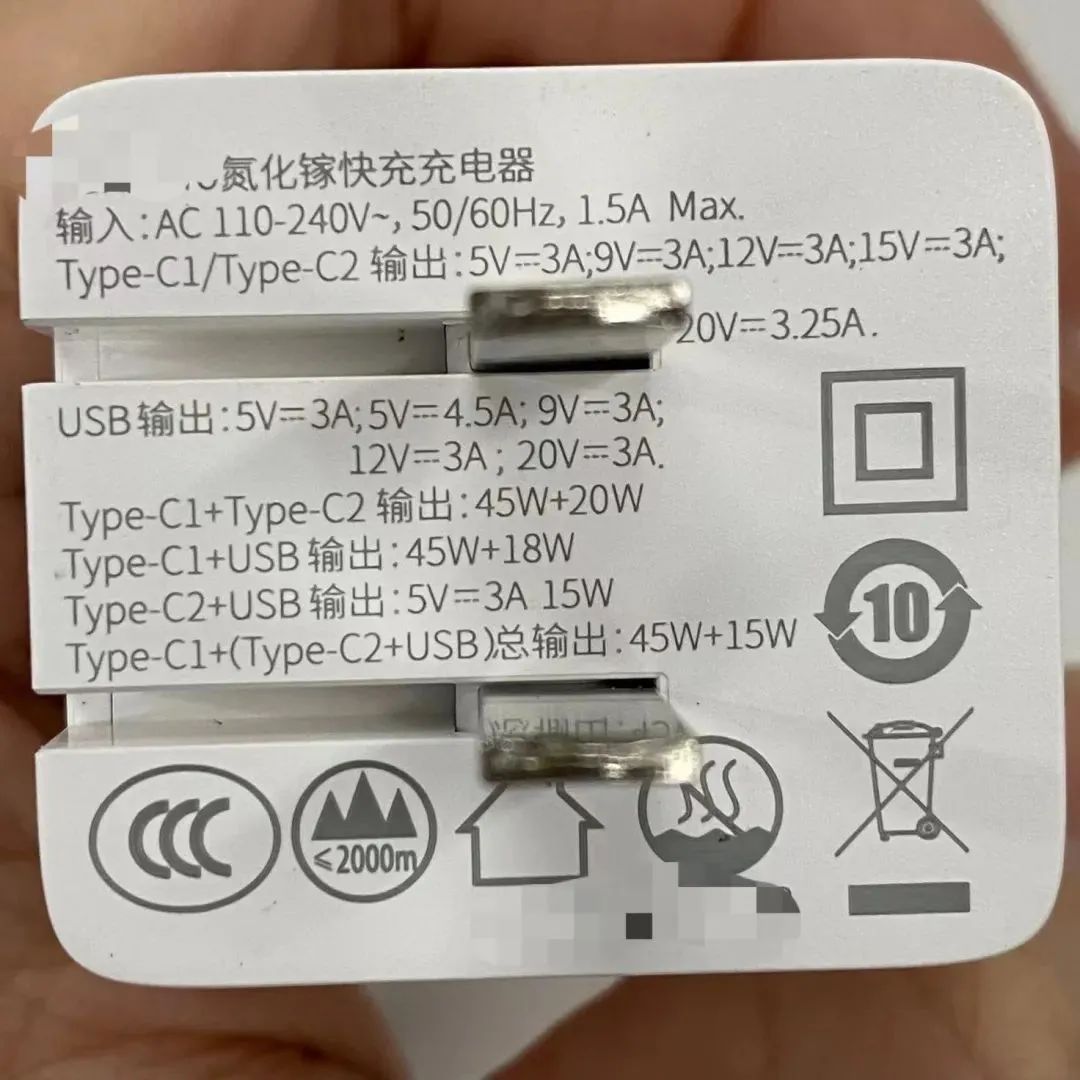 氮化镓快充充电器
输入:AC 110-240V~, 50/60Hz, 1.5A Max.
Type-C1/Type-C2 输出:5V⎓3A;9V⎓3A;12V⎓3A;15V⎓3A;
20V⎓3.25A.
USB输出:5V⎓3A;5V⎓4.5A; 9V⎓3A;
12V⎓3A; 20V⎓3A.
Type-C1+Type-C2 输出:45W+20W
Type-C1+USB 输出:45W+18W
Type-C2+USB 输出:5V⎓3A 15W
Type-C1+(Type-C2+USB)总输出:45W+15W
10
CCC
≤2000m